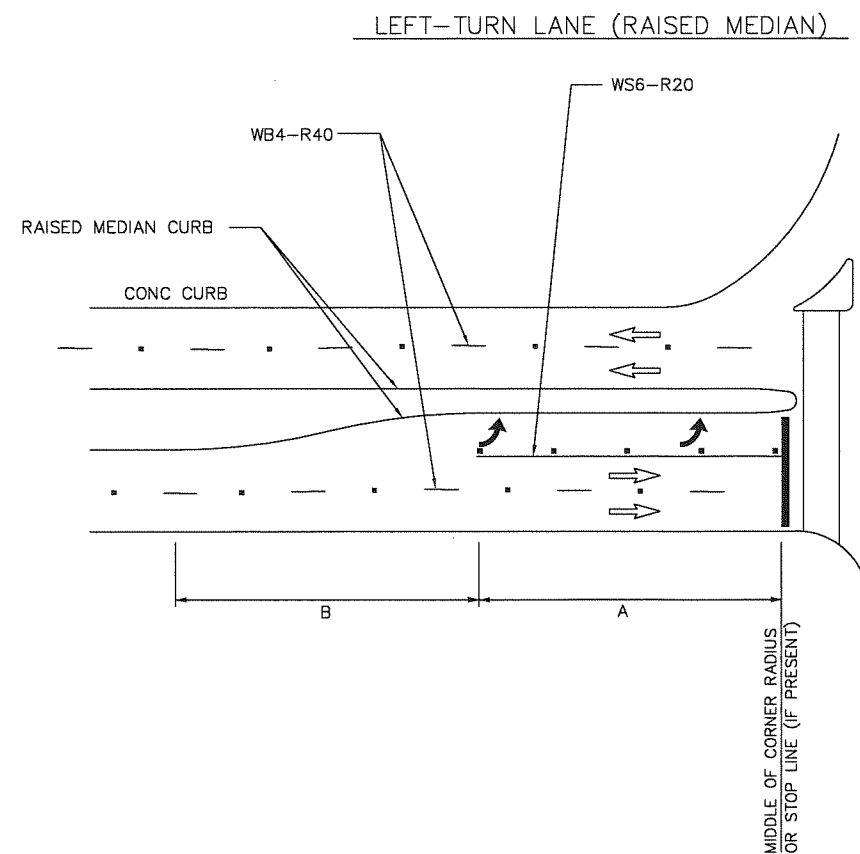 LEFT-TURN LANE (RAISED MEDIAN)
WS6-R20
WB4-R40
RAISED MEDIAN CURB
CONC CURB
B
A
MIDDLE OF CORNER RADIUS
OR STOP LINE (IF PRESENT)